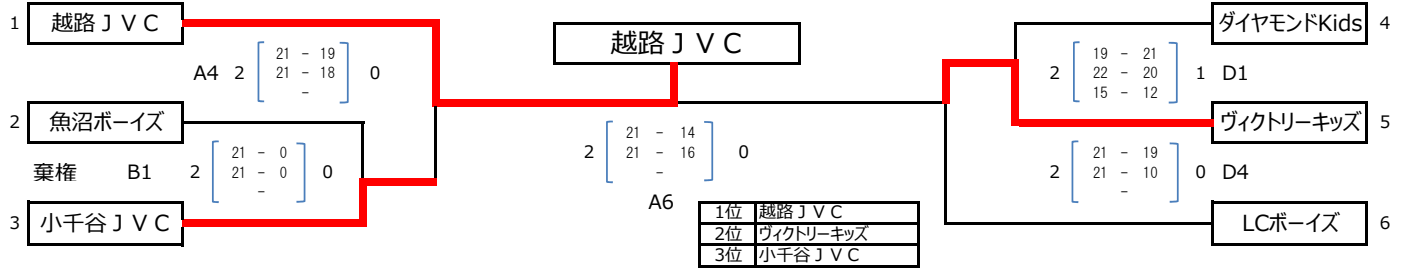 1 越路ＪＶＣ
A4 2 21 - 19 0
21 - 18
-
2 魚沼ボーイズ
棄権 B1 2 21 - 0 0
21 - 0
-
3 小千谷ＪＶＣ
越路ＪＶＣ
2 21 - 14 0
21 - 16
-
A6
1位 越路ＪＶＣ
2位 ヴィクトリーキッズ
3位 小千谷ＪＶＣ
ダイヤモンドKids 4
19 - 21
2 22 - 20 1 D1
15 - 12
ヴィクトリーキッズ 5
21 - 19
2 21 - 10 0 D4
-
LCボーイズ 6